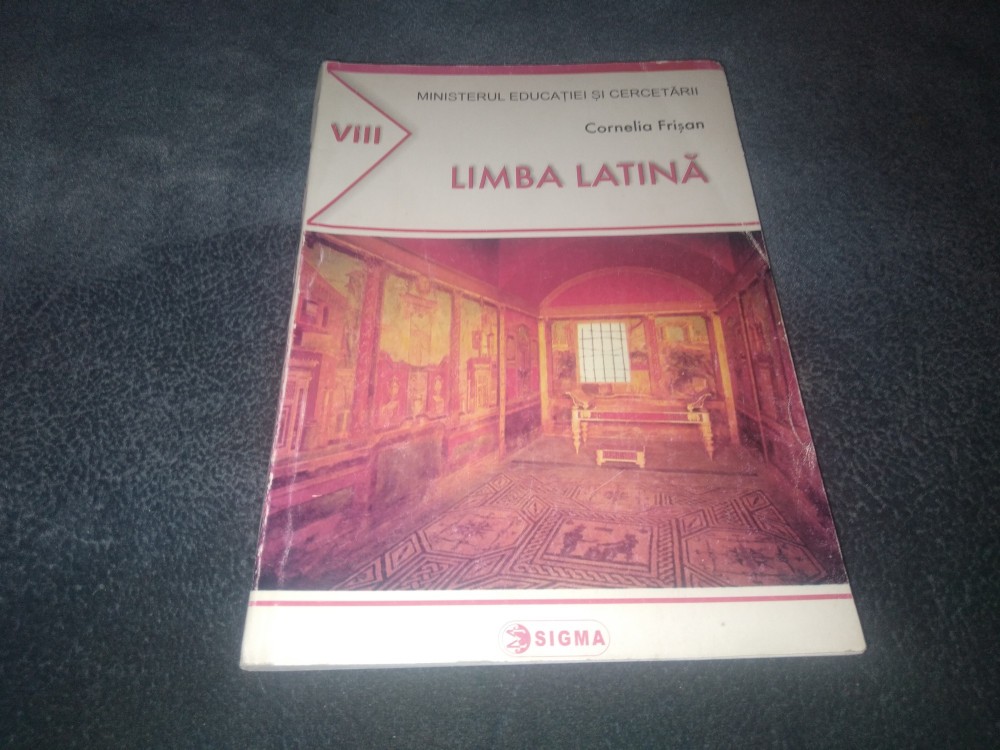 MINISTERUL EDUCAȚIEI ȘI CERCETĂRII
VIII
Cornelia Frișan
LIMBA LATINĂ
SIGMA